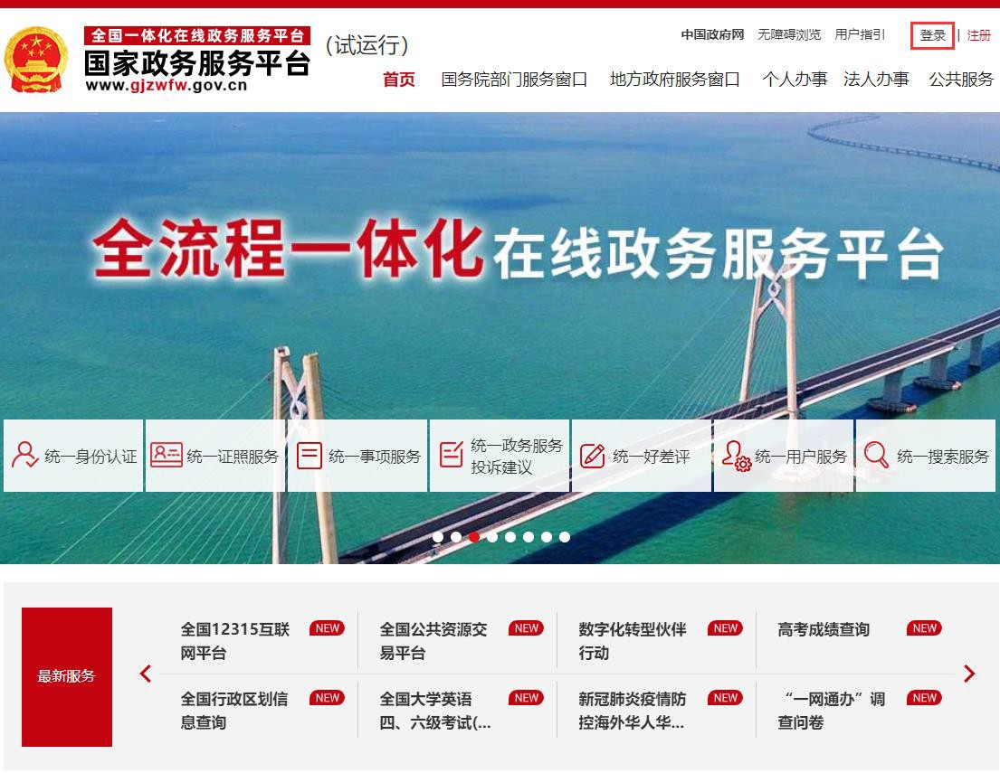 全国一体化在线政务服务平台
国家政务服务平台
www.gjzwfw.gov.cn
（试运行）
中国政府网 无障碍浏览 用户指引 登录 | 注册
首页 国务院部门服务窗口 地方政府服务窗口 个人办事 法人办事 公共服务
全流程一体化在线政务服务平台
统一身份认证
统一证照服务
统一事项服务
统一政务服务
投诉建议
统一好差评
统一用户服务
统一搜索服务
最新服务
全国12315互联
网平台
NEW
全国公共资源交
易平台
NEW
数字化转型伙伴
行动
NEW
高考成绩查询
NEW
全国行政区划信
息查询
NEW
全国大学英语
四、六级考试(...
NEW
新冠肺炎疫情防
控海外华人华...
NEW
“一网通办”调
查问卷
NEW